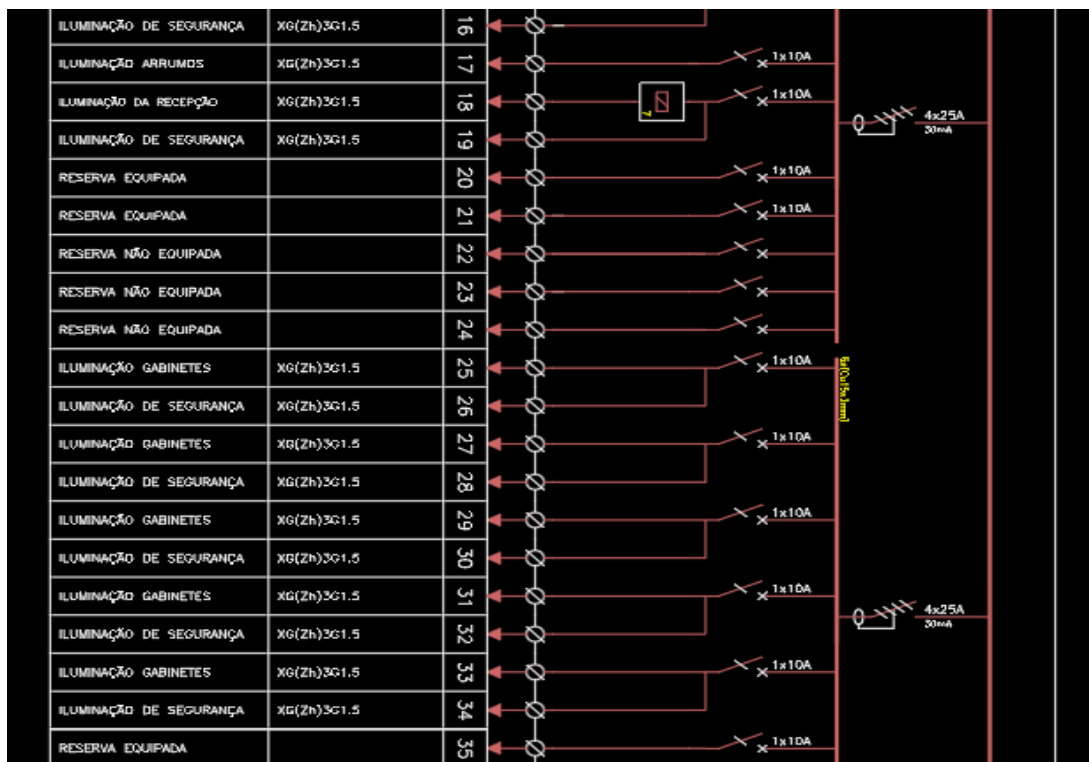 ILUMINAÇÃO DE SEGURANÇA XG(Zh)3G1.5 16
ILUMINAÇÃO ARRUMOS XG(Zh)3G1.5 17 1x10A
ILUMINAÇÃO DA RECEPÇÃO XG(Zh)3G1.5 18 7 1x10A
4x25A
30mA
ILUMINAÇÃO DE SEGURANÇA XG(Zh)3G1.5 19
RESERVA EQUIPADA 20 1x10A
RESERVA EQUIPADA 21 1x10A
RESERVA NÃO EQUIPADA 22
RESERVA NÃO EQUIPADA 23
RESERVA NÃO EQUIPADA 24
ILUMINAÇÃO GABINETES XG(Zh)3G1.5 25 1x10A
ILUMINAÇÃO DE SEGURANÇA XG(Zh)3G1.5 26
ILUMINAÇÃO GABINETES XG(Zh)3G1.5 27 1x10A
ILUMINAÇÃO DE SEGURANÇA XG(Zh)3G1.5 28
ILUMINAÇÃO GABINETES XG(Zh)3G1.5 29 1x10A
ILUMINAÇÃO DE SEGURANÇA XG(Zh)3G1.5 30
ILUMINAÇÃO GABINETES XG(Zh)3G1.5 31 1x10A
4x25A
30mA
ILUMINAÇÃO DE SEGURANÇA XG(Zh)3G1.5 32
ILUMINAÇÃO GABINETES XG(Zh)3G1.5 33 1x10A
ILUMINAÇÃO DE SEGURANÇA XG(Zh)3G1.5 34
RESERVA EQUIPADA 35 1x10A